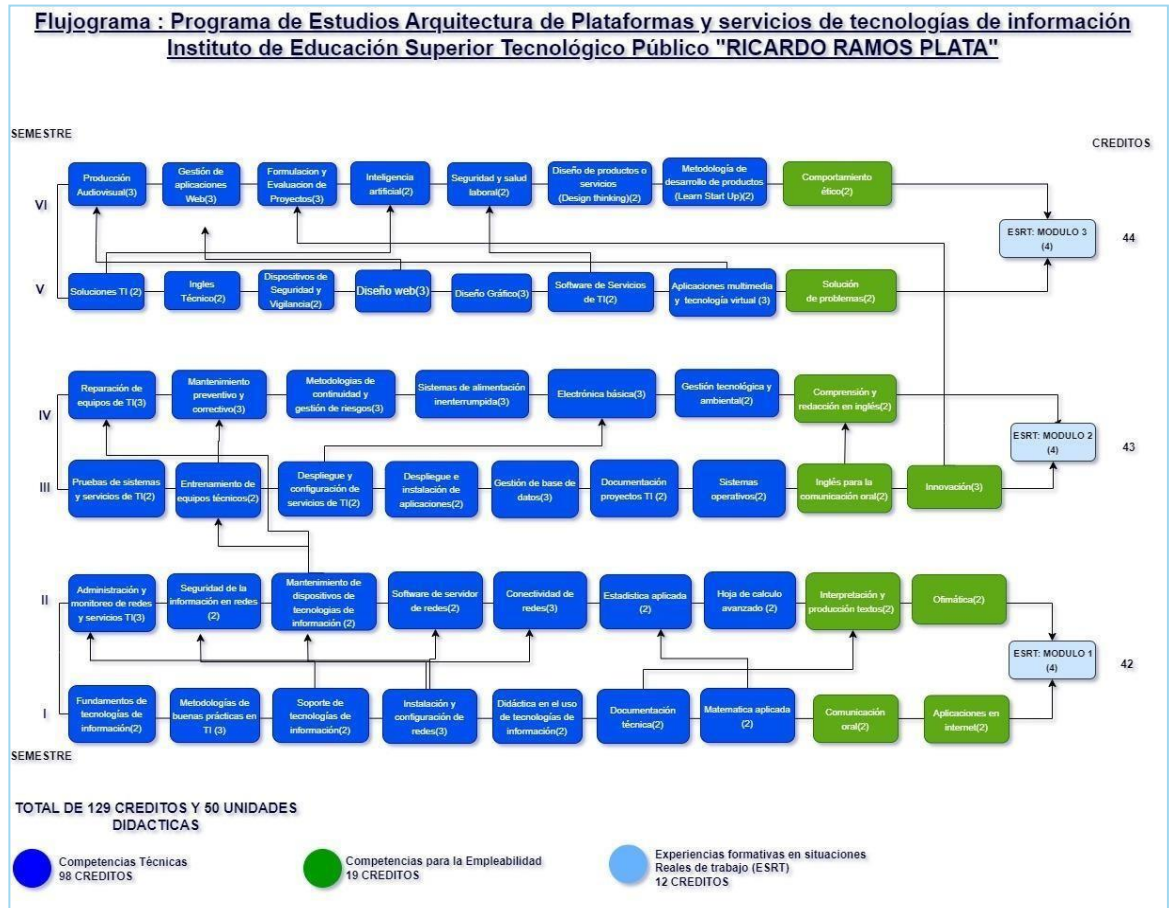 Flujograma : Programa de Estudios Arquitectura de Plataformas y servicios de tecnologías de información
Instituto de Educación Superior Tecnológico Público "RICARDO RAMOS PLATA"
SEMESTRE
CREDITOS
VI
Producción
Audiovisual(3)
Gestión de
aplicaciones
Web(3)
Formulacion y
Evaluacion de
Proyectos(3)
Inteligencia
artificial(2)
Seguridad y salud
laboral(2)
Diseño de productos o
servicios
(Design thinking)(2)
Metodología de
desarrollo de productos
(Learn Start Up)(2)
Comportamiento
ético(2)
ESRT: MODULO 3
(4)
44
V
Soluciones TI (2)
Ingles
Técnico(2)
Dispositivos de
Seguridad y
Vigilancia(2)
Diseño web(3)
Diseño Gráfico(3)
Software de Servicios
de TI(2)
Aplicaciones multimedia
y tecnología virtual (3)
Solución
de problemas(2)
IV
Reparación de
equipos de TI(3)
Mantenimiento
preventivo y
correctivo(3)
Metodologias de
continuidad y
gestión de riesgos(3)
Sistemas de alimentación
inenterrumpida(3)
Electrónica básica(3)
Gestión tecnológica y
ambiental(2)
Comprensión y
redacción en inglés(2)
ESRT: MODULO 2
(4)
43
III
Pruebas de sistemas
y servicios de TI(2)
Entrenamiento de
equipos técnicos(2)
Despliegue y
configuración de
servicios de TI(2)
Despliegue e
instalación de
aplicaciones(2)
Gestión de base de
datos(3)
Documentación
proyectos TI (2)
Sistemas
operativos(2)
Inglés para la
comunicación oral(2)
Innovación(3)
II
Administración y
monitoreo de redes
y servicios TI(3)
Seguridad de la
información en redes
(2)
Mantenimiento de
dispositivos de
tecnologias de
información (2)
Software de servidor
de redes(2)
Conectividad de
redes(3)
Estadística aplicada
(2)
Hoja de calculo
avanzado (2)
Interpretación y
producción textos(2)
Ofimática(2)
ESRT: MODULO 1
(4)
42
I
Fundamentos de
tecnologías de
información(2)
Metodologías de
buenas prácticas en
TI (3)
Soporte de
tecnologías de
información(2)
Instalación y
configuración de
redes(3)
Didáctica en el uso
de tecnologías de
información(2)
Documentación
técnica(2)
Matematica aplicada
(2)
Comunicación
oral(2)
Aplicaciones en
internet(2)
SEMESTRE
TOTAL DE 129 CREDITOS Y 50 UNIDADES
DIDACTICAS
Competencias Técnicas
98 CREDITOS
Competencias para la Empleabilidad
19 CREDITOS
Experiencias formativas en situaciones
Reales de trabajo (ESRT)
12 CREDITOS